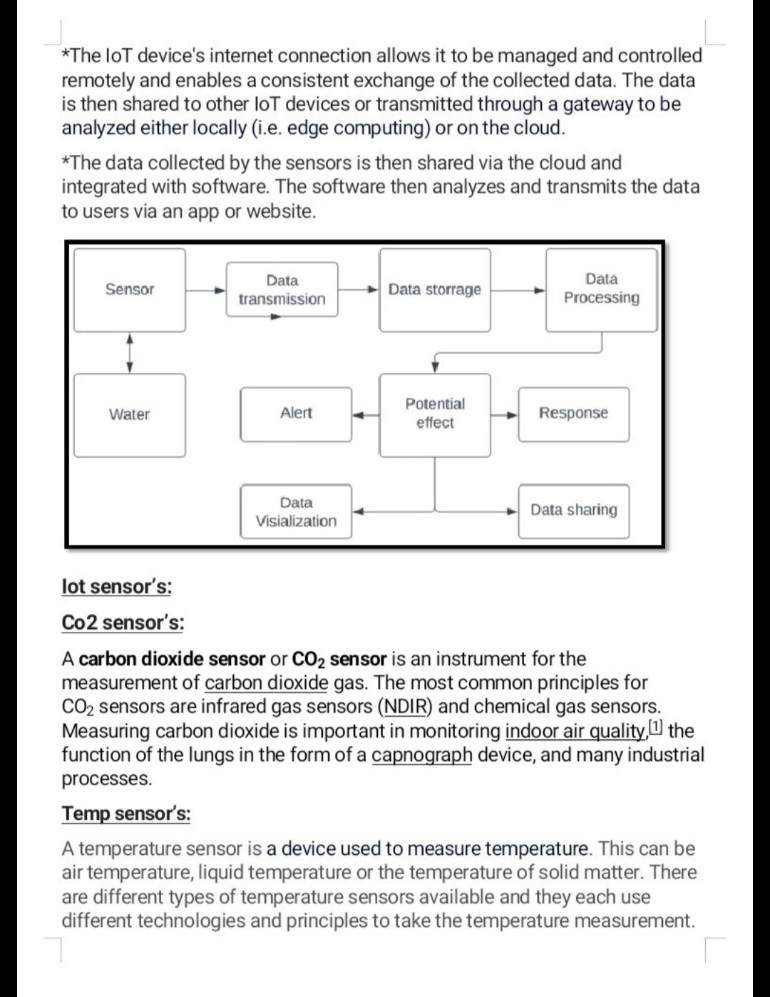 *The IoT device's internet connection allows it to be managed and controlled
remotely and enables a consistent exchange of the collected data. The data
is then shared to other IoT devices or transmitted through a gateway to be
analyzed either locally (i.e. edge computing) or on the cloud.
*The data collected by the sensors is then shared via the cloud and
integrated with software. The software then analyzes and transmits the data
to users via an app or website.
Sensor
Data
transmission
Data storrage
Data
Processing
Water
Alert
Potential
effect
Response
Data
Visialization
Data sharing
Iot sensor's:
Co2 sensor's:
A carbon dioxide sensor or CO₂ sensor is an instrument for the
measurement of carbon dioxide gas. The most common principles for
CO₂ sensors are infrared gas sensors (NDIR) and chemical gas sensors.
Measuring carbon dioxide is important in monitoring indoor air quality,[1] the
function of the lungs in the form of a capnograph device, and many industrial
processes.
Temp sensor's:
A temperature sensor is a device used to measure temperature. This can be
air temperature, liquid temperature or the temperature of solid matter. There
are different types of temperature sensors available and they each use
different technologies and principles to take the temperature measurement.